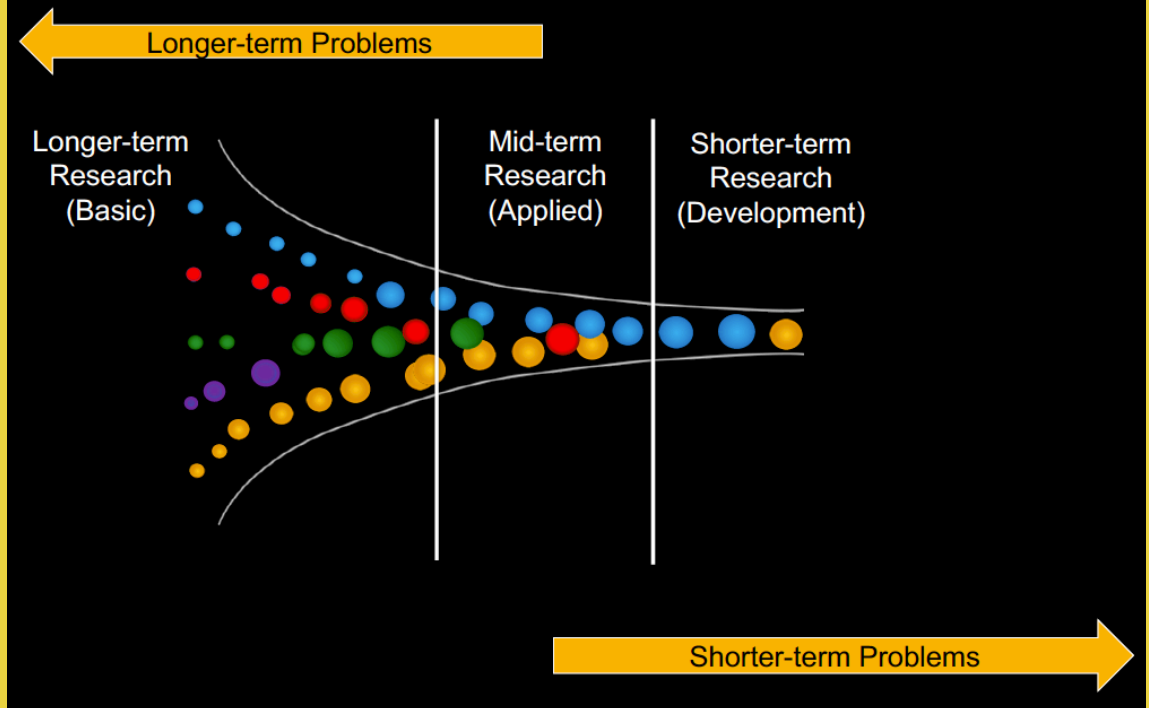 Longer-term Problems
Longer-term
Research
(Basic)
Mid-term
Research
(Applied)
Shorter-term
Research
(Development)
Shorter-term Problems